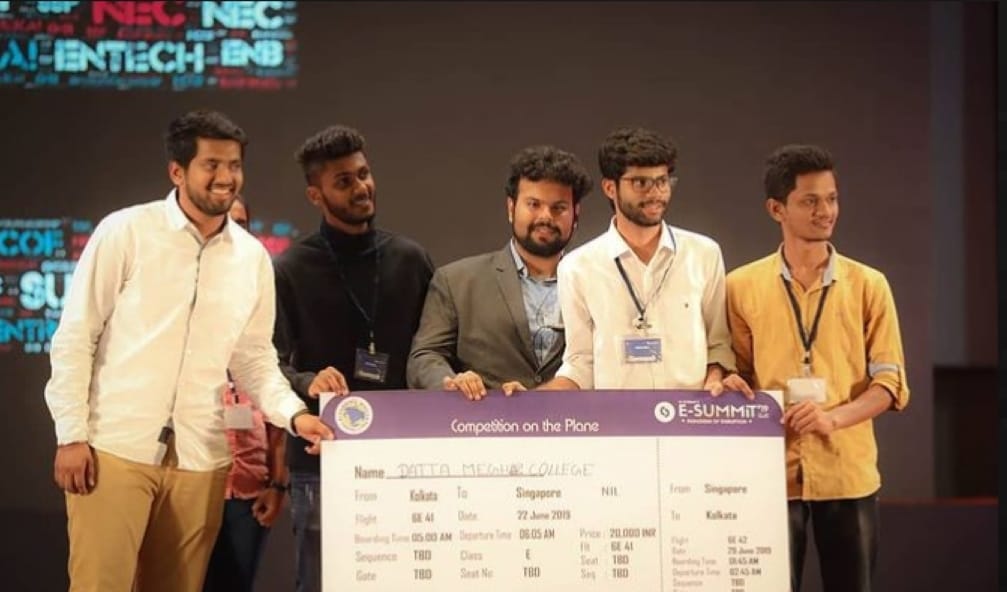 NEC
NEC
AI-ENTECH-ENB
COE
SU
Competition on the Plane
E-SUMMIT'19
Name DATTA MEGHE COLLEGE
From Kolkata To Singapore N.I.L
Flight 6E 41 Date 22 June 2019
Boarding Time 05:00 AM Departure Time 06.05 AM Price : 20,000 INR
Sequence TBD Class E Flt : 6E 41
Gate TBD Seat No TBD Seat : TBD
Seq : TBD
From Singapore
To Kolkata
Flight 6E 42
Date 29 June 2019
Boarding Time 01:45 AM
Departure Time 02:45 AM
Sequence TBD